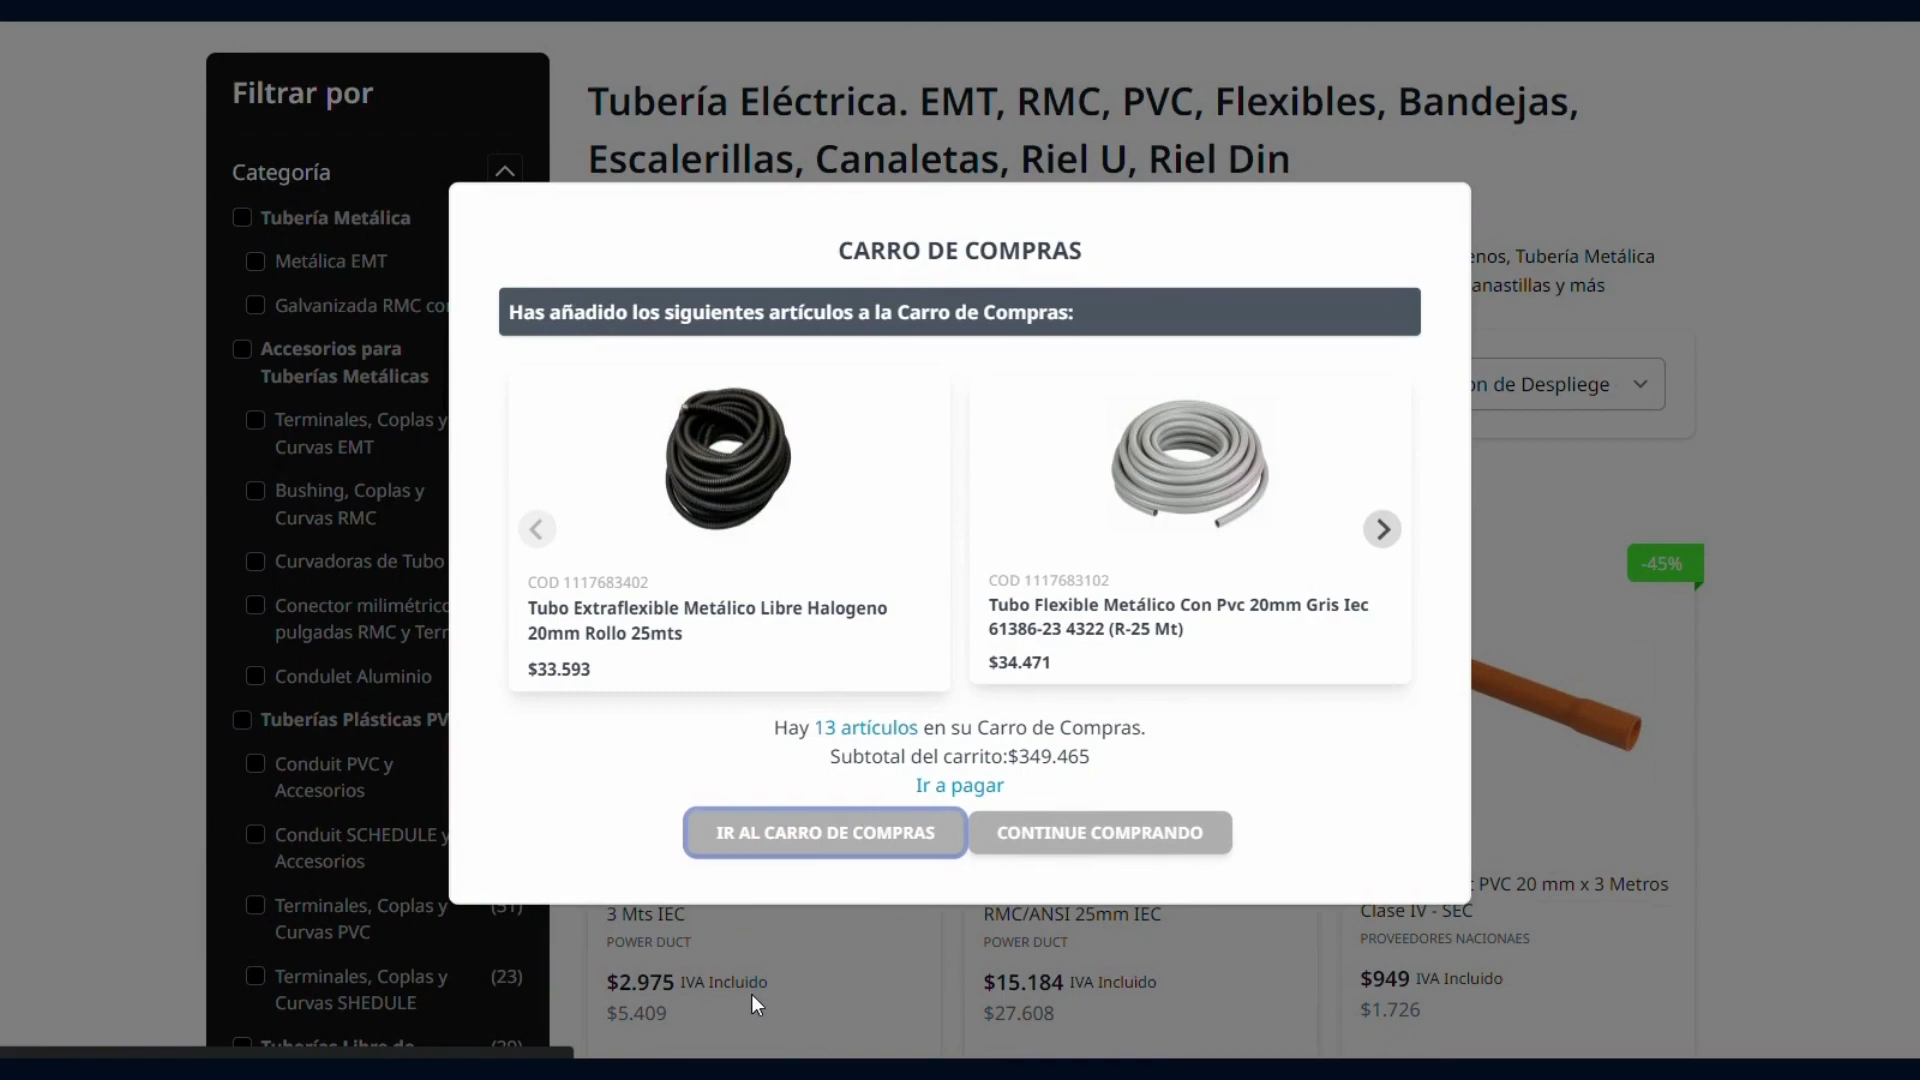 Filtrar por
Categoría
Tubería Metálica
Metálica EMT
Galvanizada RMC
Accesorios para
Tuberías Metálicas
Terminales, Coplas y
Curvas EMT
Bushing, Coplas y
Curvas RMC
Curvadoras de Tubo
Conector milimétrico
pulgadas RMC y
Condulet Aluminio
Tuberías Plásticas
Conduit PVC y
Accesorios
Conduit SCHEDULE y
Accesorios
Terminales, Coplas y
Curvas PVC
Terminales, Coplas y (23)
Curvas SHEDULE
Tuberías Libre de
Tubería Eléctrica. EMT, RMC, PVC, Flexibles, Bandejas,
Escalerillas, Canaletas, Riel U, Riel Din
Tubería Metálica
y más
de Despliege
CARRO DE COMPRAS
Has añadido los siguientes artículos a la Carro de Compras:
COD 1117683402
Tubo Extraflexible Metálico Libre Halogeno
20mm Rollo 25mts
$33.593
COD 1117683102
Tubo Flexible Metálico Con Pvc 20mm Gris Iec
61386-23 4322 (R-25 Mt)
$34.471
Hay 13 artículos en su Carro de Compras.
Subtotal del carrito:$349.465
Ir a pagar
IR AL CARRO DE COMPRAS
CONTINUE COMPRANDO
-45%
3 Mts IEC
POWER DUCT
$2.975 IVA Incluido
$5.409
RMC/ANSI 25mm IEC
POWER DUCT
$15.184 IVA Incluido
$27.608
PVC 20 mm x 3 Metros
Clase IV - SEC
PROVEEDORES NACIONAES
$949 IVA Incluido
$1.726